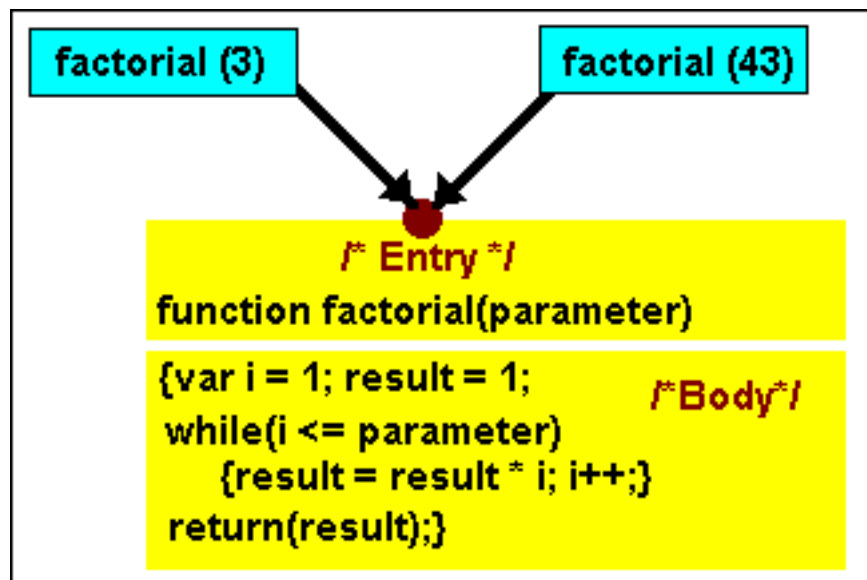 factorial (3)
factorial (43)
/* Entry */
function factorial(parameter)
{var i = 1; result = 1;
/*Body*/
while(i <= parameter)
{result = result * i; i++;}
return(result);}